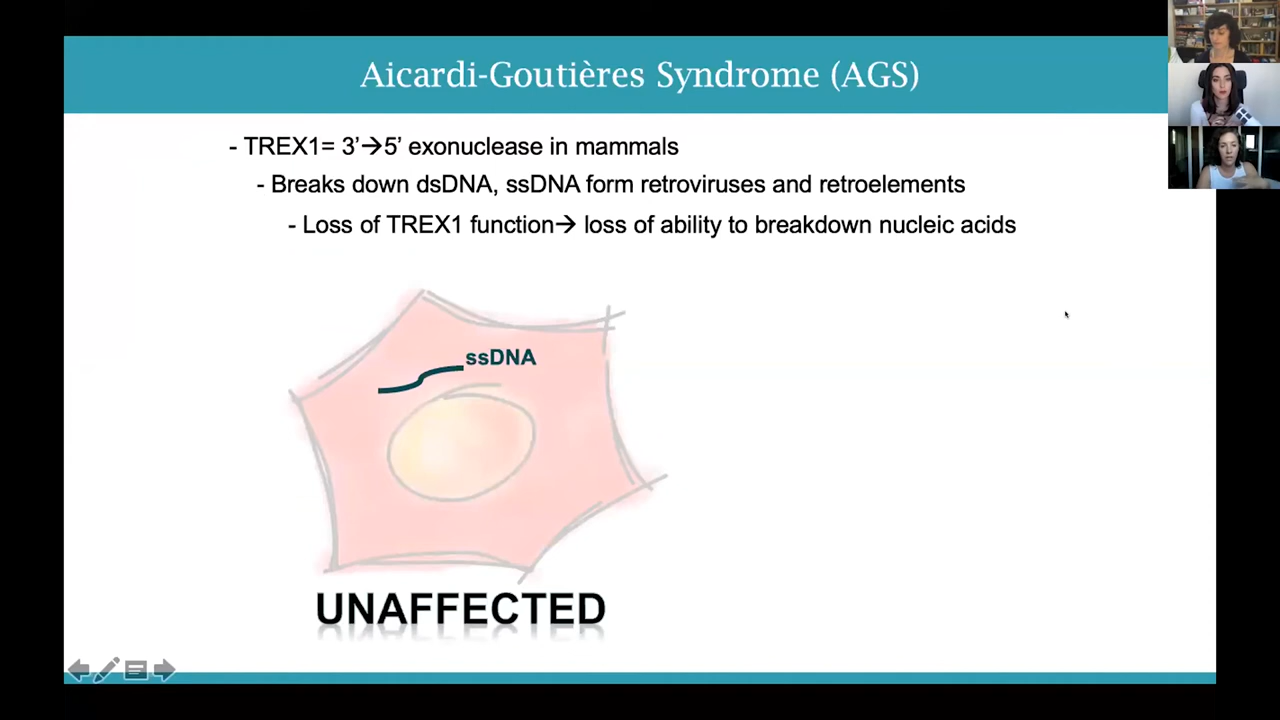 Aicardi-Goutières Syndrome (AGS)
- TREX1= 3’→5’ exonuclease in mammals
- Breaks down dsDNA, ssDNA form retroviruses and retroelements
- Loss of TREX1 function→ loss of ability to breakdown nucleic acids
ssDNA
UNAFFECTED